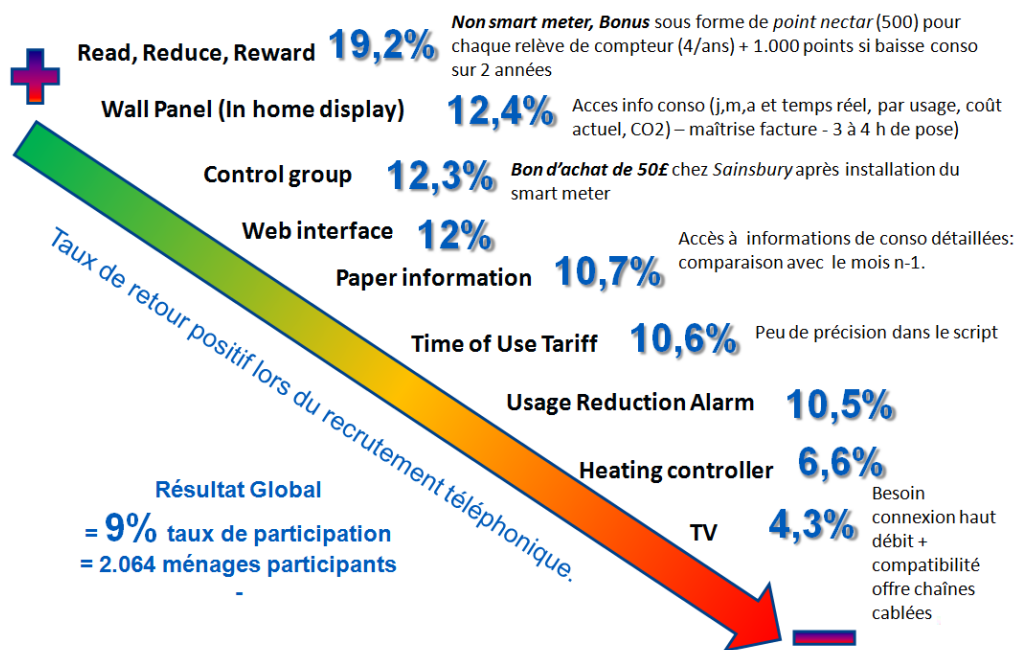 Read, Reduce, Reward 19,2%
Non smart meter, Bonus sous forme de point nectar (500) pour
chaque relève de compteur (4/ans) + 1.000 points si baisse conso
sur 2 années
Wall Panel (In home display) 12,4%
Acces info conso (j,m,a et temps réel, par usage, coût
actuel, CO2) – maîtrise facture - 3 à 4 h de pose)
Control group 12,3%
Bon d'achat de 50£ chez Sainsbury après installation du
smart meter
Web interface 12%
Paper information 10,7%
Accès à informations de conso détaillées:
comparaison avec le mois n-1.
Time of Use Tariff 10,6%
Peu de précision dans le script
Usage Reduction Alarm 10,5%
Heating controller 6,6%
TV 4,3%
Besoin
connexion haut
débit +
compatibilité
offre chaînes
cablées
Taux de retour positif lors du recrutement téléphonique.
Résultat Global
= 9% taux de participation
= 2.064 ménages participants
-